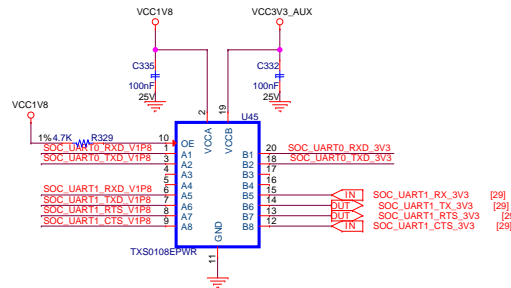 VCC1V8 VCC3V3_AUX
C335 C332
100nF 100nF
25V 25V
VCC1V8
2 19 U45
VCCA VCCB
1% 4.7K R329 10 OE
SOC_UART0_RXD_V1P8 1 A1 B1 20 SOC_UART0_RXD_3V3
SOC_UART0_TXD_V1P8 3 A2 B2 18 SOC_UART0_TXD_3V3
4 A3 B3 17
5 A4 B4 16
SOC_UART1_RXD_V1P8 6 A5 B5 15 IN SOC_UART1_RX_3V3 [29]
SOC_UART1_TXD_V1P8 7 A6 B6 14 OUT SOC_UART1_TX_3V3 [29]
SOC_UART1_RTS_V1P8 8 A7 B7 13 OUT SOC_UART1_RTS_3V3 [29
SOC_UART1_CTS_V1P8 9 A8 B8 12 IN SOC_UART1_CTS_3V3 [29]
GND
TXS0108EPWR
11